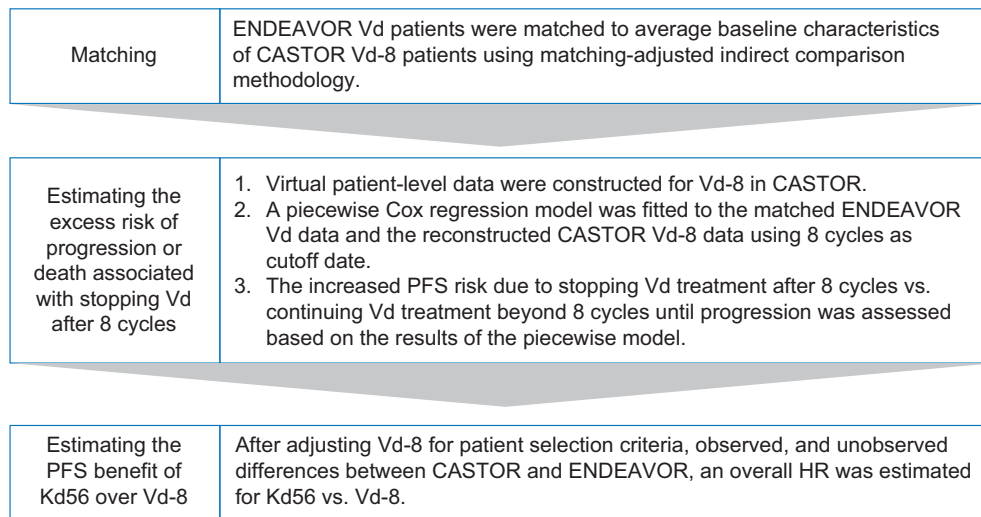 Matching
ENDEAVOR Vd patients were matched to average baseline characteristics
of CASTOR Vd-8 patients using matching-adjusted indirect comparison
methodology.
Estimating the
excess risk of
progression or
death associated
with stopping Vd
after 8 cycles
1. Virtual patient-level data were constructed for Vd-8 in CASTOR.
2. A piecewise Cox regression model was fitted to the matched ENDEAVOR
Vd data and the reconstructed CASTOR Vd-8 data using 8 cycles as
cutoff date.
3. The increased PFS risk due to stopping Vd treatment after 8 cycles vs.
continuing Vd treatment beyond 8 cycles until progression was assessed
based on the results of the piecewise model.
Estimating the
PFS benefit of
Kd56 over Vd-8
After adjusting Vd-8 for patient selection criteria, observed, and unobserved
differences between CASTOR and ENDEAVOR, an overall HR was estimated
for Kd56 vs. Vd-8.